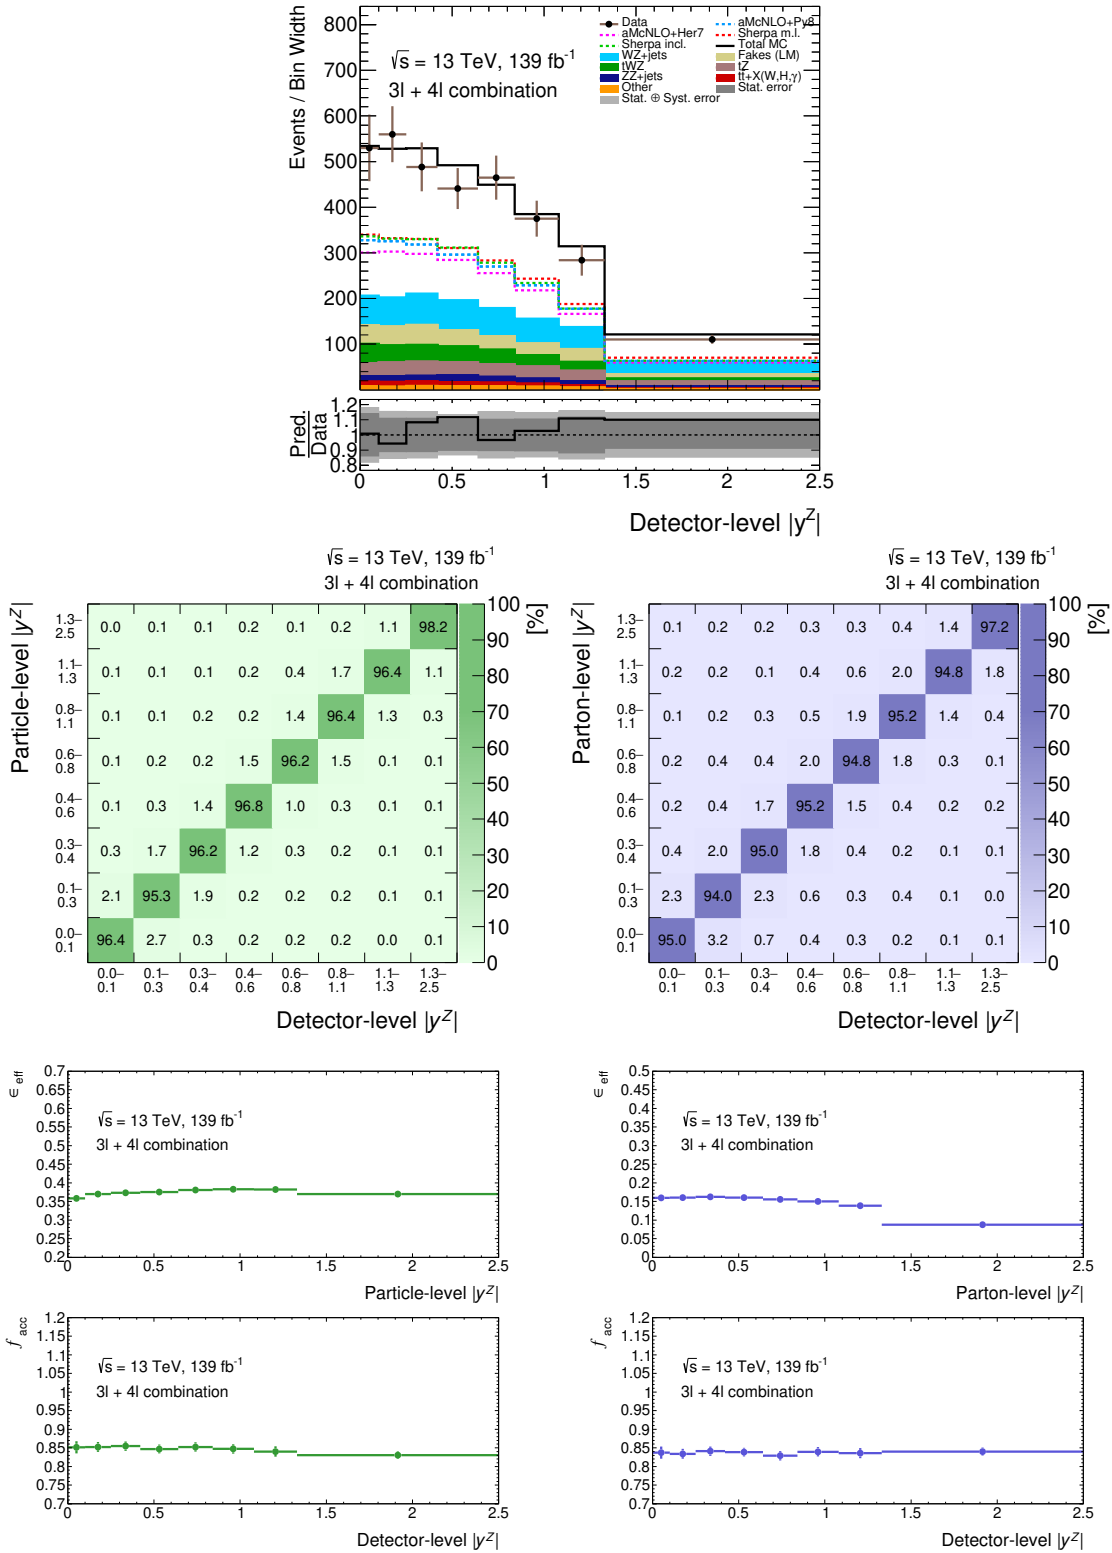 Events / Bin Width
800
700
600
500
400
300
200
100
√s = 13 TeV, 139 fb-1
3l + 4l combination
Data
aMcNLO+Her7
Sherpa incl.
WZ+jets
tWZ
ZZ+jets
Other
Stat. ⊕ Syst. error
aMcNLO+Py8
Sherpa m.l.
Total MC
Fakes (LM)
tZ
tt+X(W,H,γ)
Stat. error
Pred.
Data
1.2
1.1
1
0.9
0.8
0 0.5 1 1.5 2 2.5
Detector-level |yZ|
√s = 13 TeV, 139 fb-1
3l + 4l combination
Particle-level |yZ|
1.3–2.5 0.0 0.1 0.1 0.2 0.1 0.2 1.1 98.2
1.1–1.3 0.1 0.1 0.1 0.2 0.4 1.7 96.4 1.1
0.8–1.1 0.1 0.1 0.2 0.2 1.4 96.4 1.3 0.3
0.6–0.8 0.1 0.2 0.2 1.5 96.2 1.5 0.1 0.1
0.4–0.6 0.1 0.3 1.4 96.8 1.0 0.3 0.1 0.1
0.3–0.4 0.3 1.7 96.2 1.2 0.3 0.2 0.1 0.1
0.1–0.3 2.1 95.3 1.9 0.2 0.2 0.2 0.1 0.1
0.0–0.1 96.4 2.7 0.3 0.2 0.2 0.2 0.0 0.1
0.0–0.1 0.1–0.3 0.3–0.4 0.4–0.6 0.6–0.8 0.8–1.1 1.1–1.3 1.3–2.5
Detector-level |yZ|
100
90
80
70
60
50
40
30
20
10
0
[%]
√s = 13 TeV, 139 fb-1
3l + 4l combination
Parton-level |yZ|
1.3–2.5 0.1 0.2 0.2 0.3 0.3 0.4 1.4 97.2
1.1–1.3 0.2 0.2 0.1 0.4 0.6 2.0 94.8 1.8
0.8–1.1 0.1 0.2 0.3 0.5 1.9 95.2 1.4 0.4
0.6–0.8 0.2 0.4 0.4 2.0 94.8 1.8 0.3 0.1
0.4–0.6 0.2 0.4 1.7 95.2 1.5 0.4 0.2 0.2
0.3–0.4 0.4 2.0 95.0 1.8 0.4 0.2 0.1 0.1
0.1–0.3 2.3 94.0 2.3 0.6 0.3 0.4 0.1 0.0
0.0–0.1 95.0 3.2 0.7 0.4 0.3 0.2 0.1 0.1
0.0–0.1 0.1–0.3 0.3–0.4 0.4–0.6 0.6–0.8 0.8–1.1 1.1–1.3 1.3–2.5
Detector-level |yZ|
100
90
80
70
60
50
40
30
20
10
0
[%]
ϵ eff
0.7
0.65
0.6
0.55
0.5
0.45
0.4
0.35
0.3
0.25
0.2
√s = 13 TeV, 139 fb-1
3l + 4l combination
0 0.5 1 1.5 2 2.5
Particle-level |yZ|
ϵ eff
0.5
0.45
0.4
0.35
0.3
0.25
0.2
0.15
0.1
0.05
0
√s = 13 TeV, 139 fb-1
3l + 4l combination
0 0.5 1 1.5 2 2.5
Parton-level |yZ|
f acc
1.2
1.15
1.1
1.05
1
0.95
0.9
0.85
0.8
0.75
0.7
√s = 13 TeV, 139 fb-1
3l + 4l combination
0 0.5 1 1.5 2 2.5
Detector-level |yZ|
f acc
1.2
1.15
1.1
1.05
1
0.95
0.9
0.85
0.8
0.75
0.7
√s = 13 TeV, 139 fb-1
3l + 4l combination
0 0.5 1 1.5 2 2.5
Detector-level |yZ|